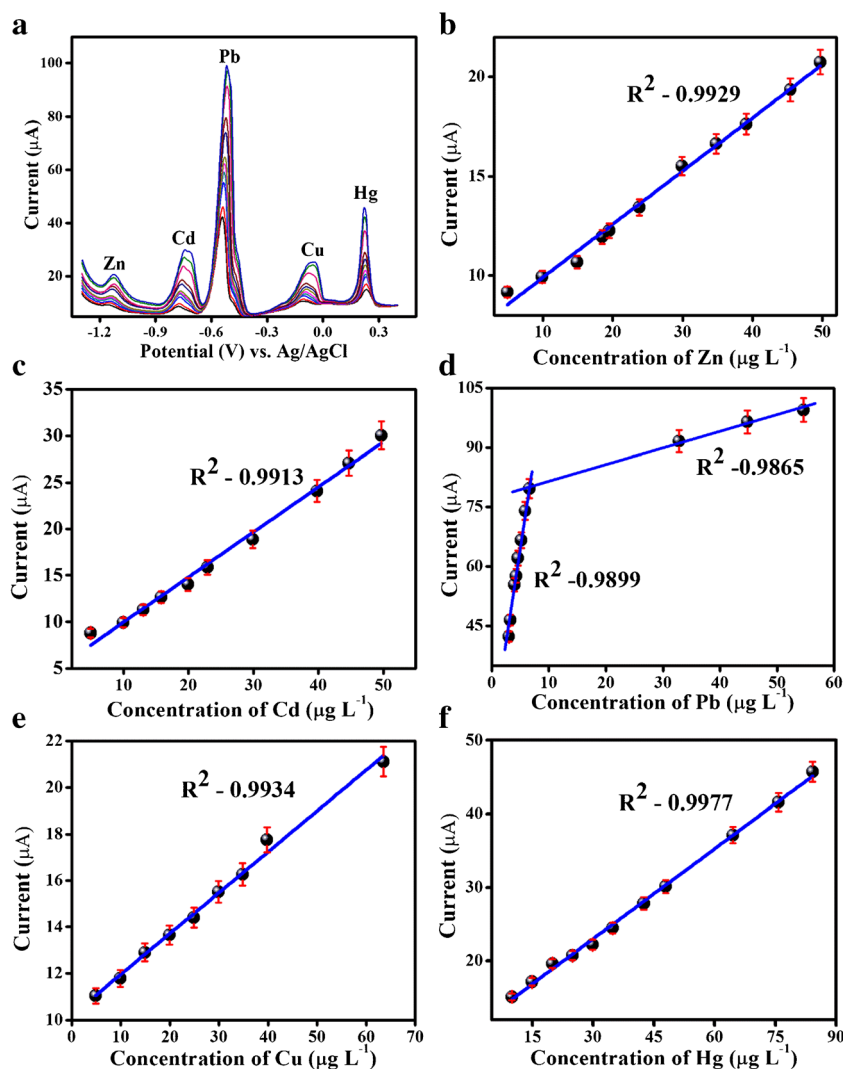 a
100
80
60
40
20
Current (μA)
Zn
Cd
Pb
Cu
Hg
-1.2 -0.9 -0.6 -0.3 0.0 0.3
Potential (V) vs. Ag/AgCl
b
20
15
10
Current (μA)
R² - 0.9929
0 10 20 30 40 50
Concentration of Zn (μg L⁻¹)
c
35
30
25
20
15
10
5
Current (μA)
R² - 0.9913
10 20 30 40 50
Concentration of Cd (μg L⁻¹)
d
105
90
75
60
45
Current (μA)
R² -0.9865
R² -0.9899
0 10 20 30 40 50 60
Concentration of Pb (μg L⁻¹)
e
22
20
18
16
14
12
10
Current (μA)
R² - 0.9934
0 10 20 30 40 50 60 70
Concentration of Cu (μg L⁻¹)
f
50
40
30
20
Current (μA)
R² - 0.9977
15 30 45 60 75 90
Concentration of Hg (μg L⁻¹)